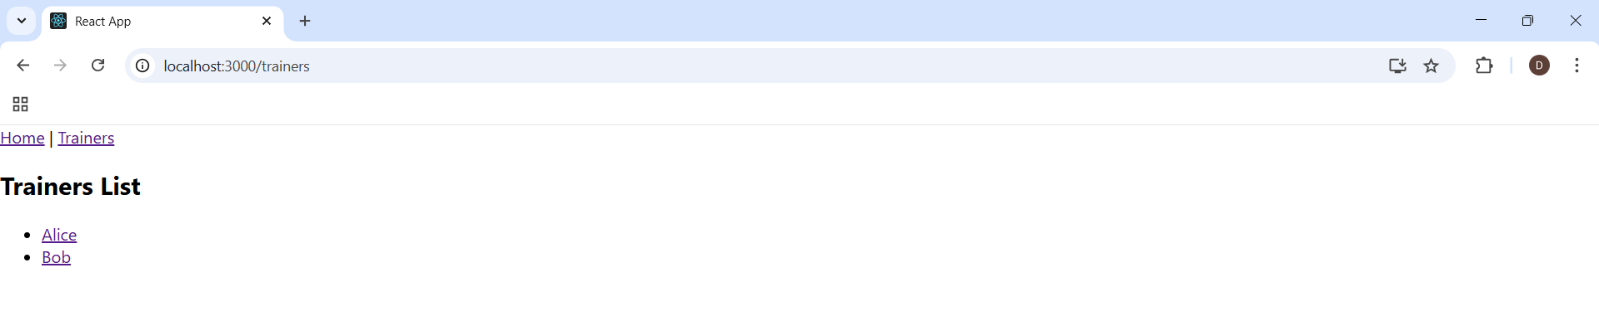 React App
localhost:3000/trainers
D
Home | Trainers
Trainers List
Alice
Bob